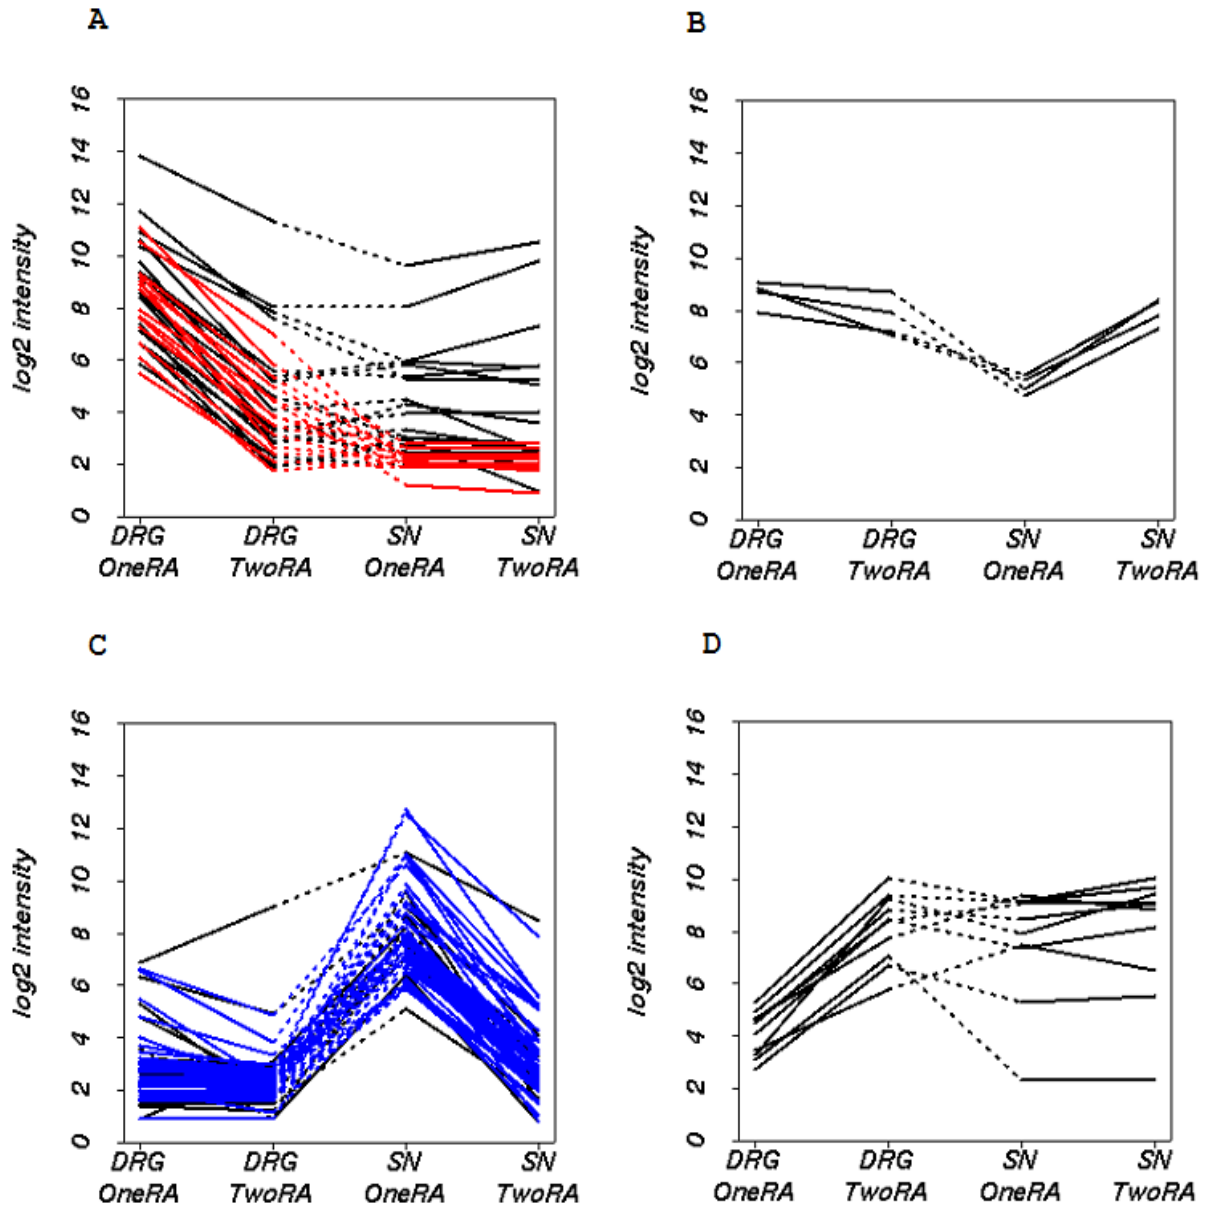 A
B
16
14
12
10
8
6
4
2
0
log2 intensity
DRG
OneRA
DRG
TwoRA
SN
OneRA
SN
TwoRA
16
14
12
10
8
6
4
2
0
log2 intensity
DRG
OneRA
DRG
TwoRA
SN
OneRA
SN
TwoRA
C
D
16
14
12
10
8
6
4
2
0
log2 intensity
DRG
OneRA
DRG
TwoRA
SN
OneRA
SN
TwoRA
16
14
12
10
8
6
4
2
0
log2 intensity
DRG
OneRA
DRG
TwoRA
SN
OneRA
SN
TwoRA